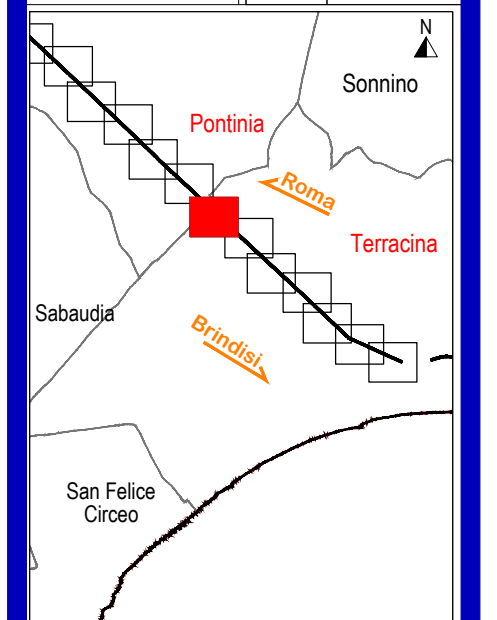 N
Sonnino
Pontinia
Roma
Terracina
Sabaudia
Brindisi
San Felice
Circeo